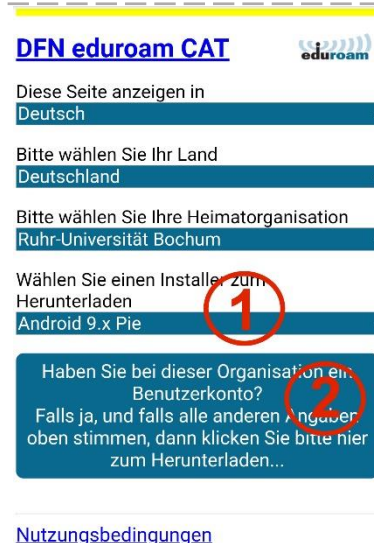 DFN eduroam CAT
eduroam
Diese Seite anzeigen in
Deutsch
Bitte wählen Sie Ihr Land
Deutschland
Bitte wählen Sie Ihre Heimatorganisation
Ruhr-Universität Bochum
Wählen Sie einen Installer zum
Herunterladen
1
Android 9.x Pie
Haben Sie bei dieser Organisation ein
Benutzerkonto?
2
Falls ja, und falls alle anderen Angaben
oben stimmen, dann klicken Sie bitte hier
zum Herunterladen...
Nutzungsbedingungen